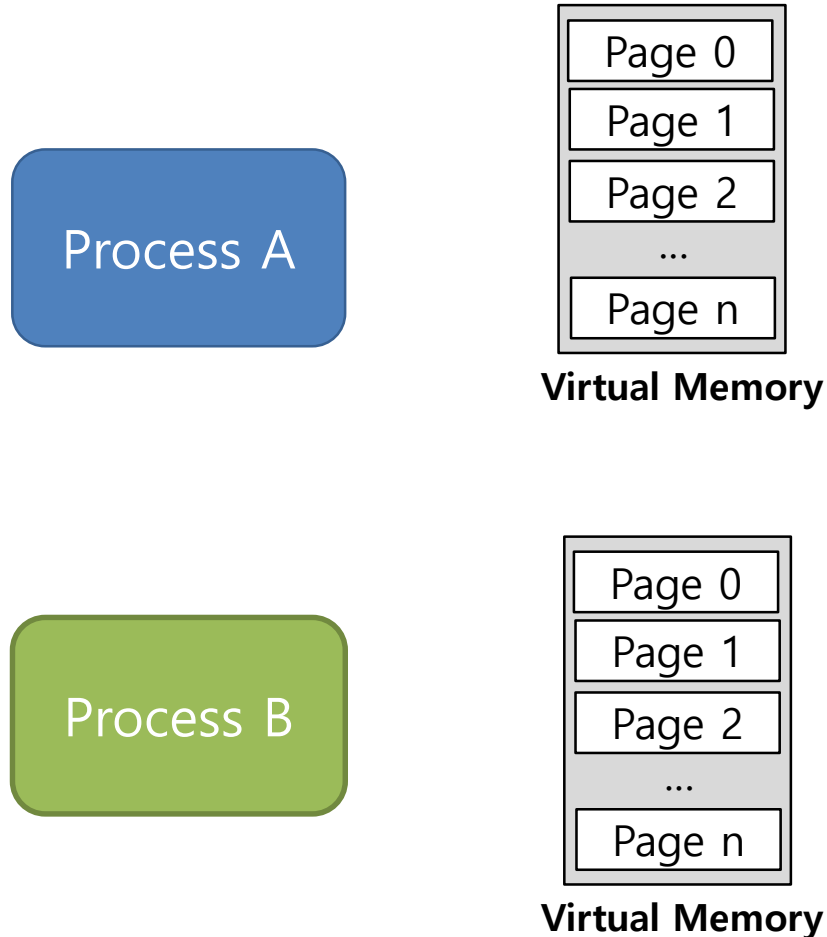 Process A
Page 0
Page 1
Page 2
...
Page n
Virtual Memory
Process B
Page 0
Page 1
Page 2
...
Page n
Virtual Memory